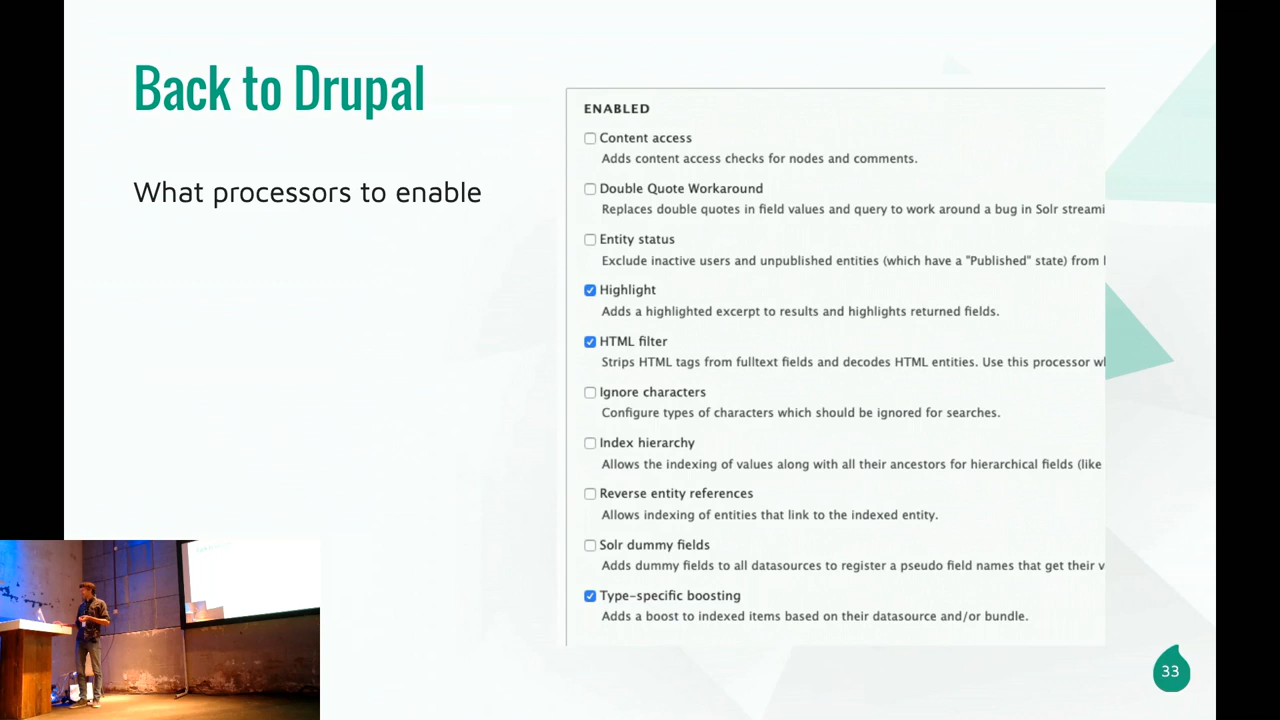 Back to Drupal
What processors to enable
ENABLED
Content access
Adds content access checks for nodes and comments.
Double Quote Workaround
Replaces double quotes in field values and query to work around a bug in Solr streami
Entity status
Exclude inactive users and unpublished entities (which have a "Published" state) from
Highlight
Adds a highlighted excerpt to results and highlights returned fields.
HTML filter
Strips HTML tags from fulltext fields and decodes HTML entities. Use this processor
Ignore characters
Configure types of characters which should be ignored for searches.
Index hierarchy
Allows the indexing of values along with all their ancestors for hierarchical fields (like
Reverse entity references
Allows indexing of entities that link to the indexed entity.
Solr dummy fields
Adds dummy fields to all datasources to register a pseudo field names that get their v
Type-specific boosting
Adds a boost to indexed items based on their datasource and/or bundle.
33